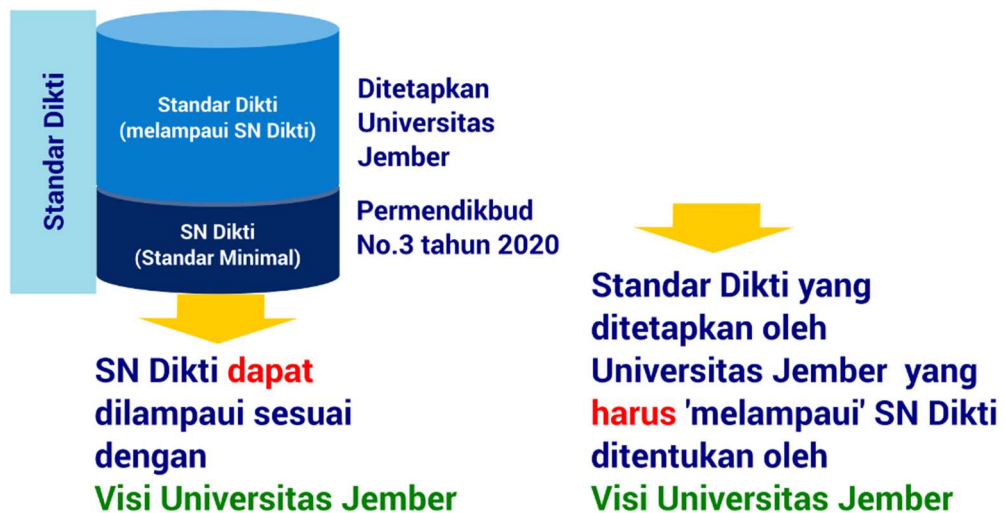 Standar Dikti
Standar Dikti
(melampaui SN Dikti)
SN Dikti
(Standar Minimal)
Ditetapkan
Universitas
Jember
Permendikbud
No.3 tahun 2020
SN Dikti dapat
dilampaui sesuai
dengan
Visi Universitas Jember
Standar Dikti yang
ditetapkan oleh
Universitas Jember yang
harus 'melampaui' SN Dikti
ditentukan oleh
Visi Universitas Jember